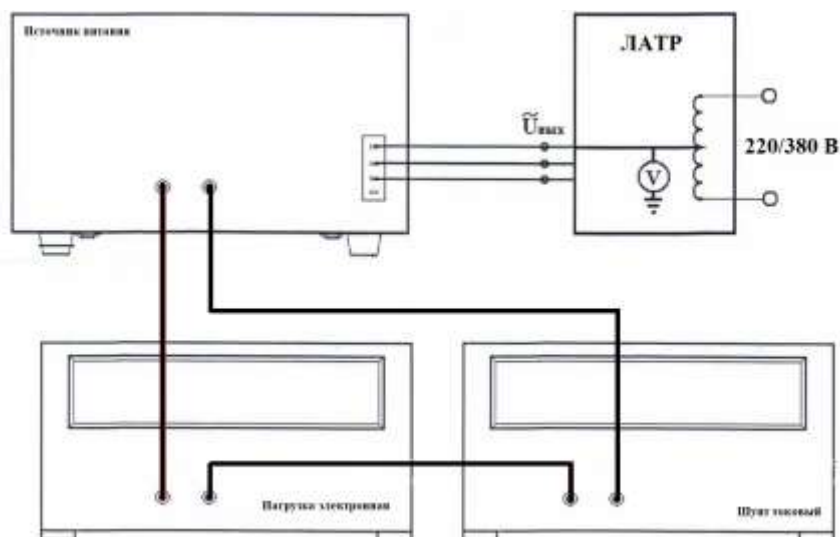 Источник питания
ЛАТР
Ũвых
220/380 В
V
Нагрузка электронная
Шунт токовый